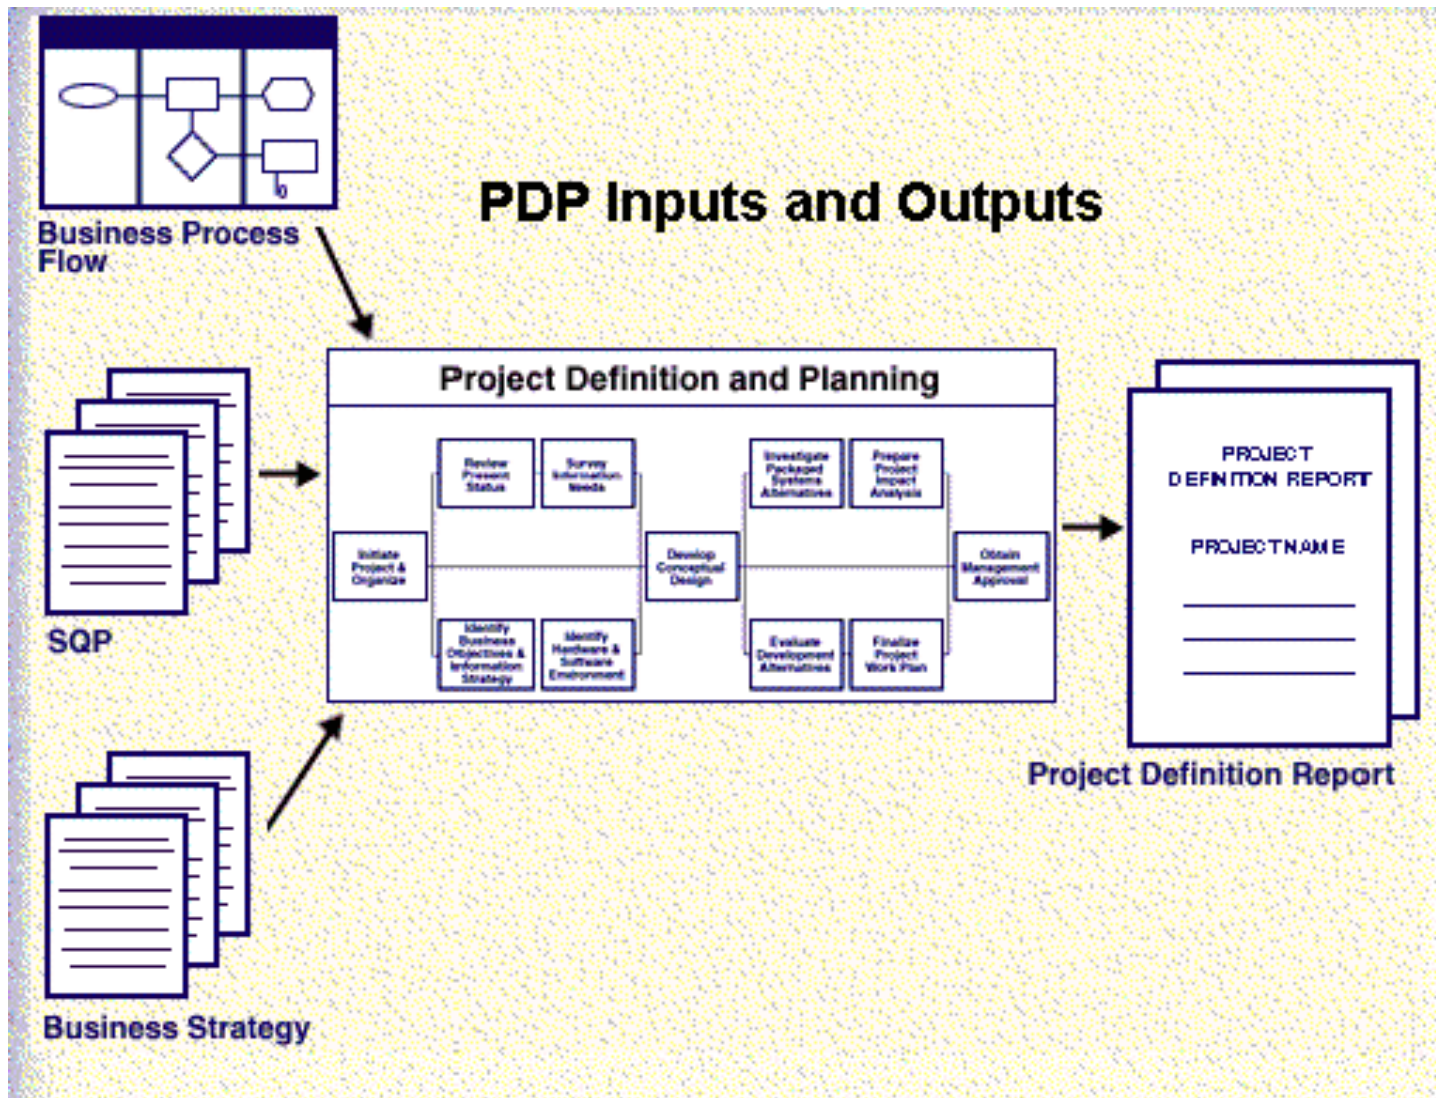 PDP Inputs and Outputs
Business Process
Flow
SQP
Business Strategy
Project Definition and Planning
Initiate
Project &
Organize
Review
Present
Status
Survey
Information
Needs
Identify
Business
Objectives &
Information
Strategy
Identify
Hardware &
Software
Environment
Develop
Conceptual
Design
Investigate
Packaged
Systems
Alternatives
Prepare
Project
Impact
Analysis
Evaluate
Development
Alternatives
Finalize
Project
Work Plan
Obtain
Management
Approval
PROJECT
DEFINITION REPORT
PROJECT NAME
Project Definition Report